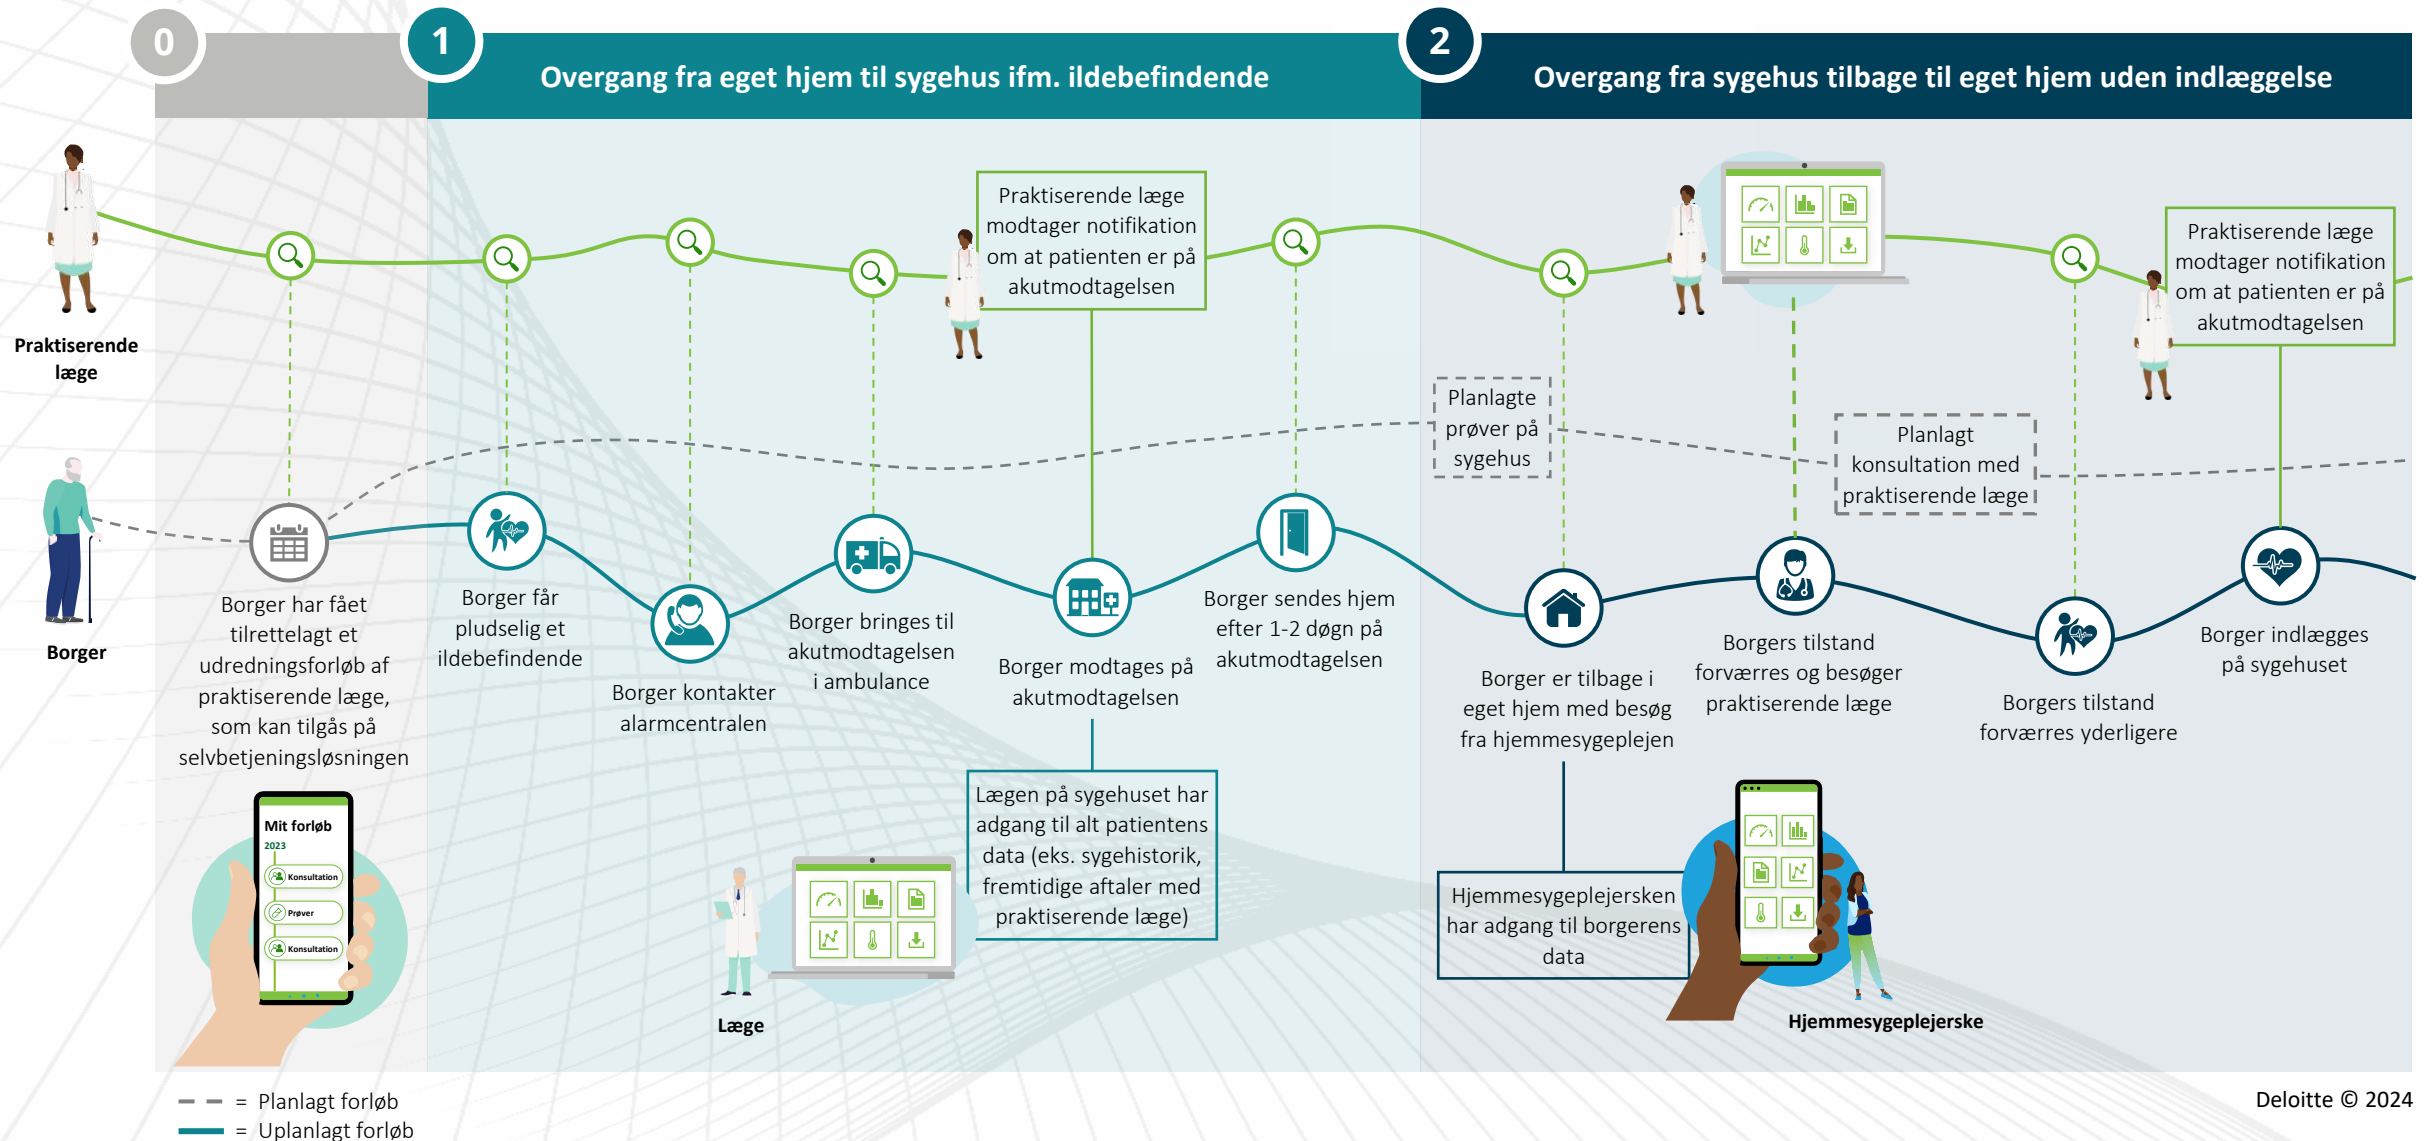 0
1
2
Overgang fra eget hjem til sygehus ifm. ildebefindende
Overgang fra sygehus tilbage til eget hjem uden indlæggelse
Praktiserende
læge
Praktiserende læge
modtager notifikation
om at patienten er på
akutmodtagelsen
Praktiserende læge
modtager notifikation
om at patienten er på
akutmodtagelsen
Planlagte
prøver på
sygehus
Planlagt
konsultation med
praktiserende læge
Borger
Borger har fået
tilrettelagt et
udredningsforløb af
praktiserende læge,
som kan tilgås på
selvbetjeningsløsningen
Borger får
pludselig et
ildebefindende
Borger kontakter
alarmcentralen
Borger bringes til
akutmodtagelsen
i ambulance
Borger modtages på
akutmodtagelsen
Borger sendes hjem
efter 1-2 døgn på
akutmodtagelsen
Borger er tilbage i
eget hjem med besøg
fra hjemmesygeplejen
Borgers tilstand
forværres og besøger
praktiserende læge
Borgers tilstand
forværres yderligere
Borger indlægges
på sygehuset
Mit forløb
2023
Konsultation
Prøver
Konsultation
Lægen på sygehuset har
adgang til alt patientens
data (eks. sygehistorik,
fremtidige aftaler med
praktiserende læge)
Læge
Hjemmesygeplejersken
har adgang til borgerens
data
Hjemmesygeplejerske
= Planlagt forløb
= Uplanlagt forløb
Deloitte © 2024